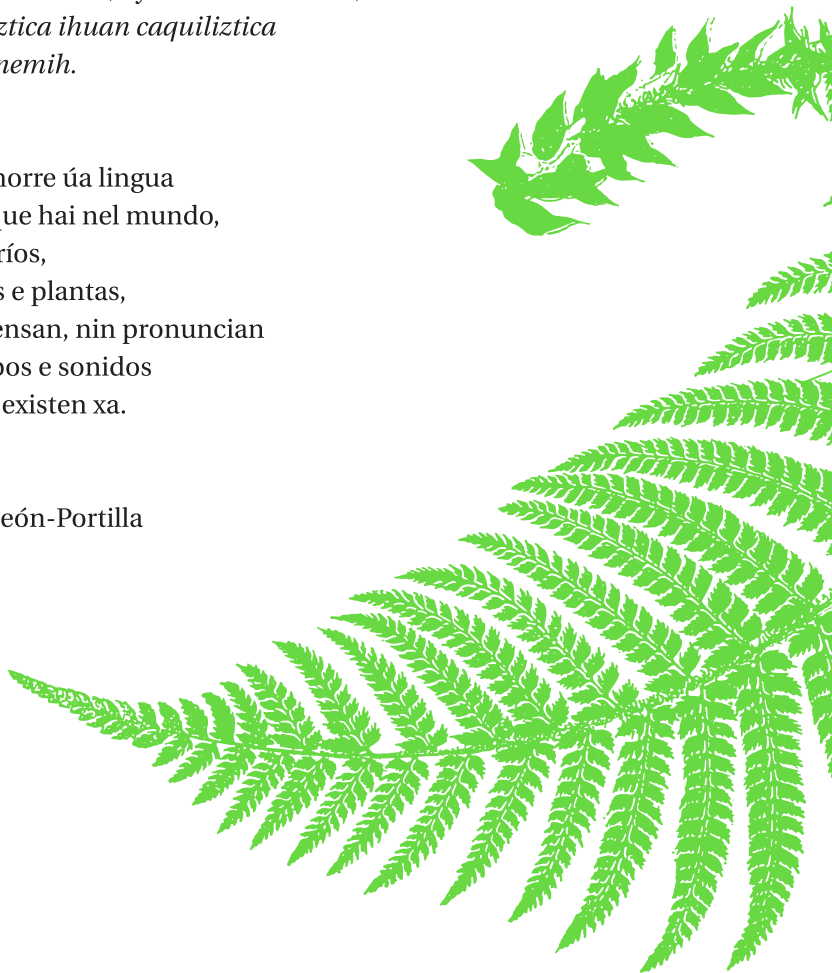 ztica ihuan caquiliztica
nemih.
morre úa lingua
que hai nel mundo,
ríos,
s e plantas,
ensan, nin pronuncian
pos e sonidos
existen xa.
eón-Portilla